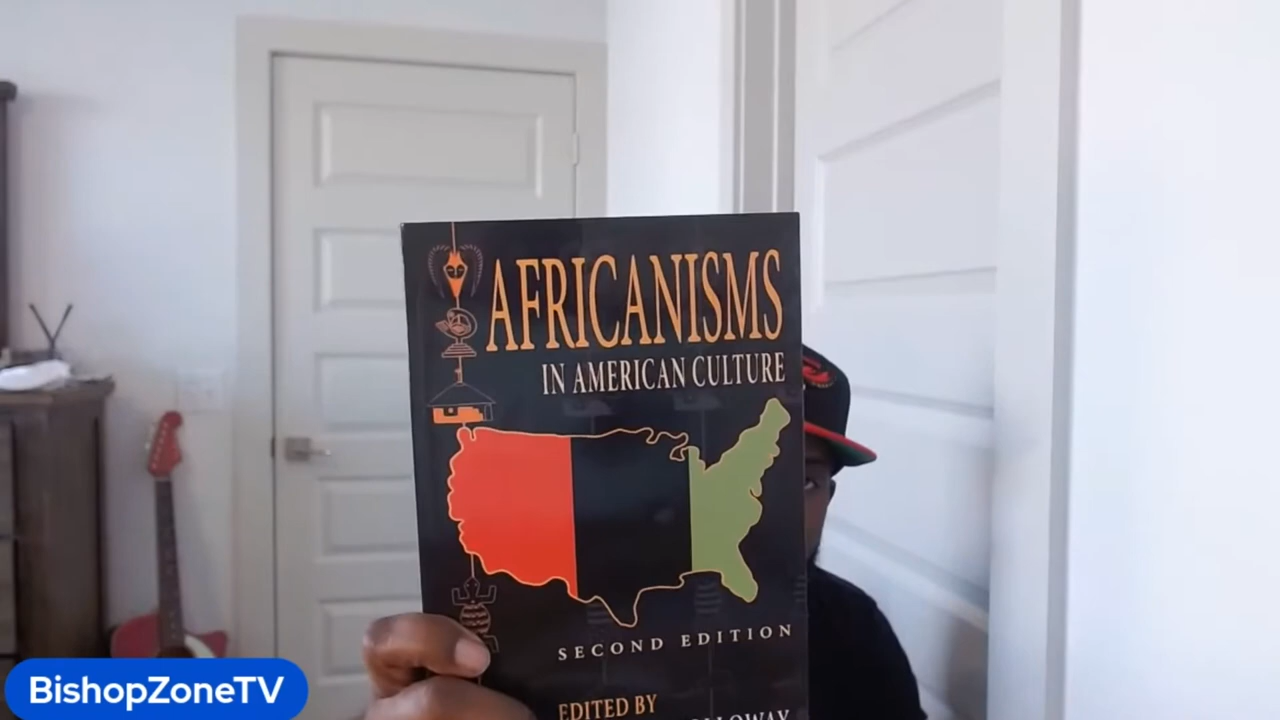 AFRICANISMS
IN AMERICAN CULTURE
SECOND EDITION
EDITED BY
BishopZoneTV